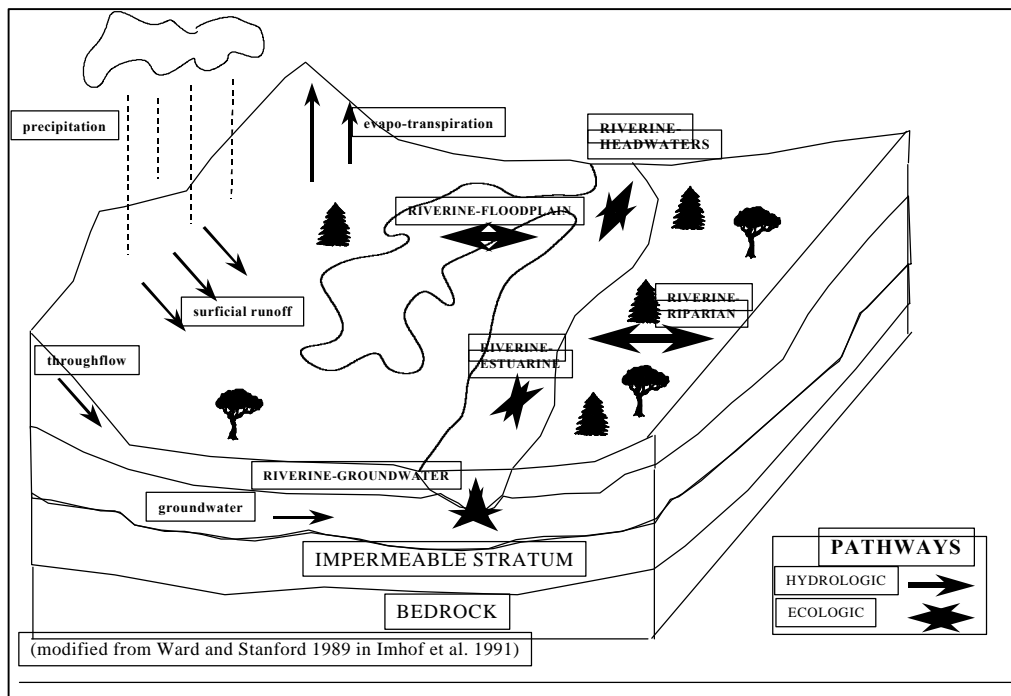 precipitation
evapo-transpiration
RIVERINE-
HEADWATERS
RIVERINE-FLOODPLAIN
surficial runoff
RIVERINE-
RIPARIAN
throughflow
RIVERINE-
ESTUARINE
RIVERINE-GROUNDWATER
groundwater
IMPERMEABLE STRATUM
BEDROCK
PATHWAYS
HYDROLOGIC
ECOLOGIC
(modified from Ward and Stanford 1989 in Imhof et al. 1991)